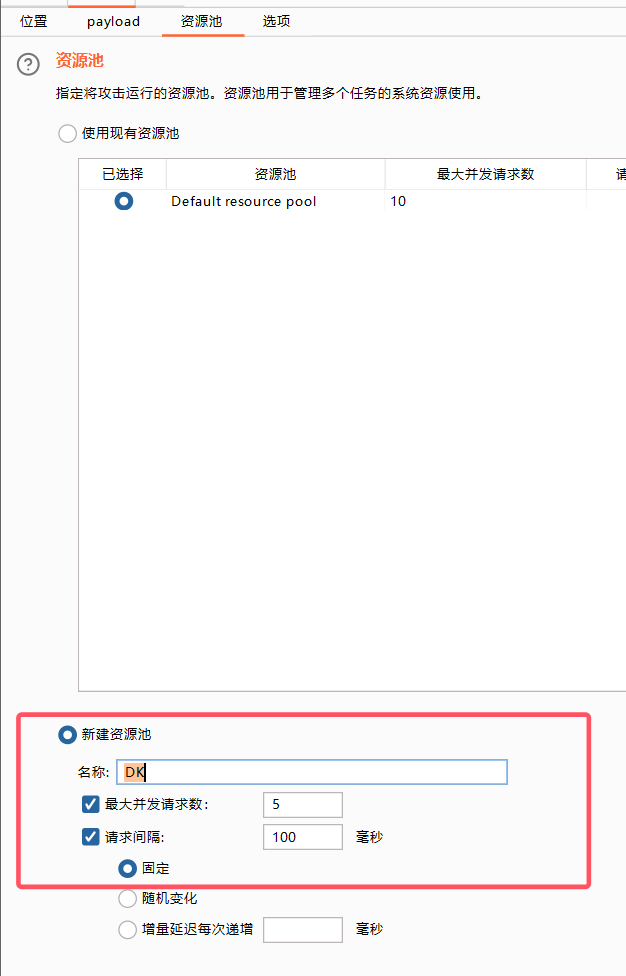 位置 payload 资源池 选项
资源池
指定将攻击运行的资源池。资源池用于管理多个任务的系统资源使用。
使用现有资源池
已选择 资源池 最大并发请求数
Default resource pool 10
新建资源池
名称: DK
最大并发请求数: 5
请求间隔: 100 毫秒
固定
随机变化
增量延迟每次递增 毫秒